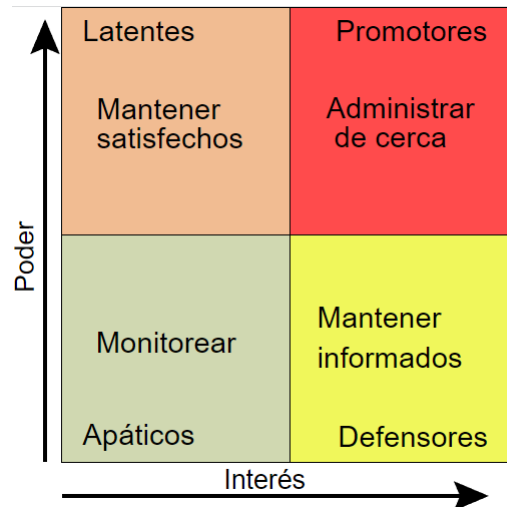 Latentes
Promotores
Mantener
satisfechos
Administrar
de cerca
Poder
Monitorear
Mantener
informados
Apáticos
Defensores
Interés